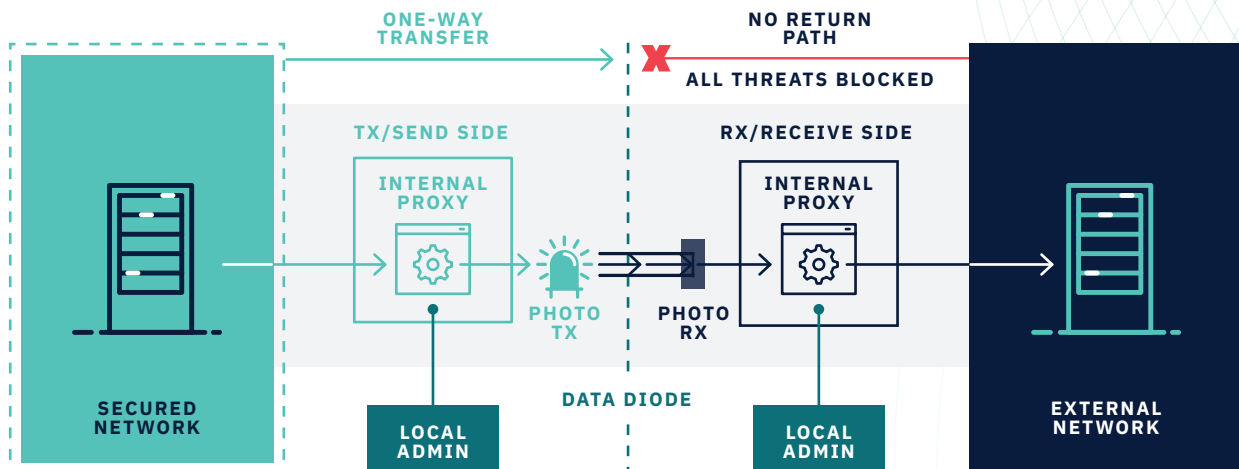 ONE-WAY
TRANSFER
NO RETURN
PATH
ALL THREATS BLOCKED
TX/SEND SIDE
RX/RECEIVE SIDE
INTERNAL
PROXY
INTERNAL
PROXY
PHOTO
TX
PHOTO
RX
SECURED
NETWORK
DATA DIODE
EXTERNAL
NETWORK
LOCAL
ADMIN
LOCAL
ADMIN